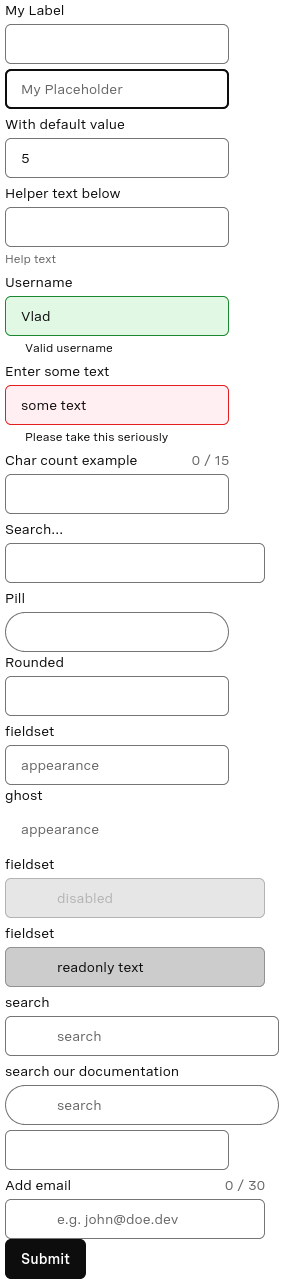 My Label
My Placeholder
With default value
5
Helper text below
Help text
Username
Vlad
Valid username
Enter some text
some text
Please take this seriously
Char count example 0 / 15
Search...
Pill
Rounded
fieldset
appearance
ghost
appearance
fieldset
disabled
fieldset
readonly text
search
search
search our documentation
search
Add email 0 / 30
e.g. john@doe.dev
Submit